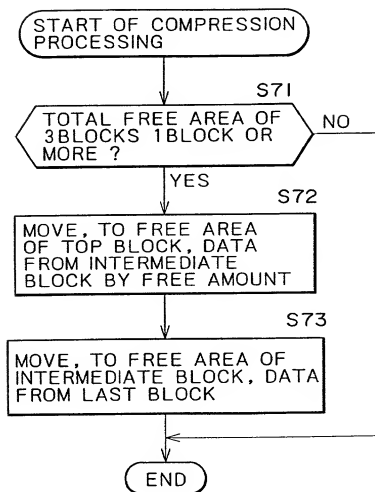 START OF COMPRESSION
PROCESSING
S71
TOTAL FREE AREA OF
3BLOCKS 1BLOCK OR
MORE ?
NO
YES
S72
MOVE, TO FREE AREA
OF TOP BLOCK, DATA
FROM INTERMEDIATE
BLOCK BY FREE AMOUNT
S73
MOVE, TO FREE AREA OF
INTERMEDIATE BLOCK, DATA
FROM LAST BLOCK
END